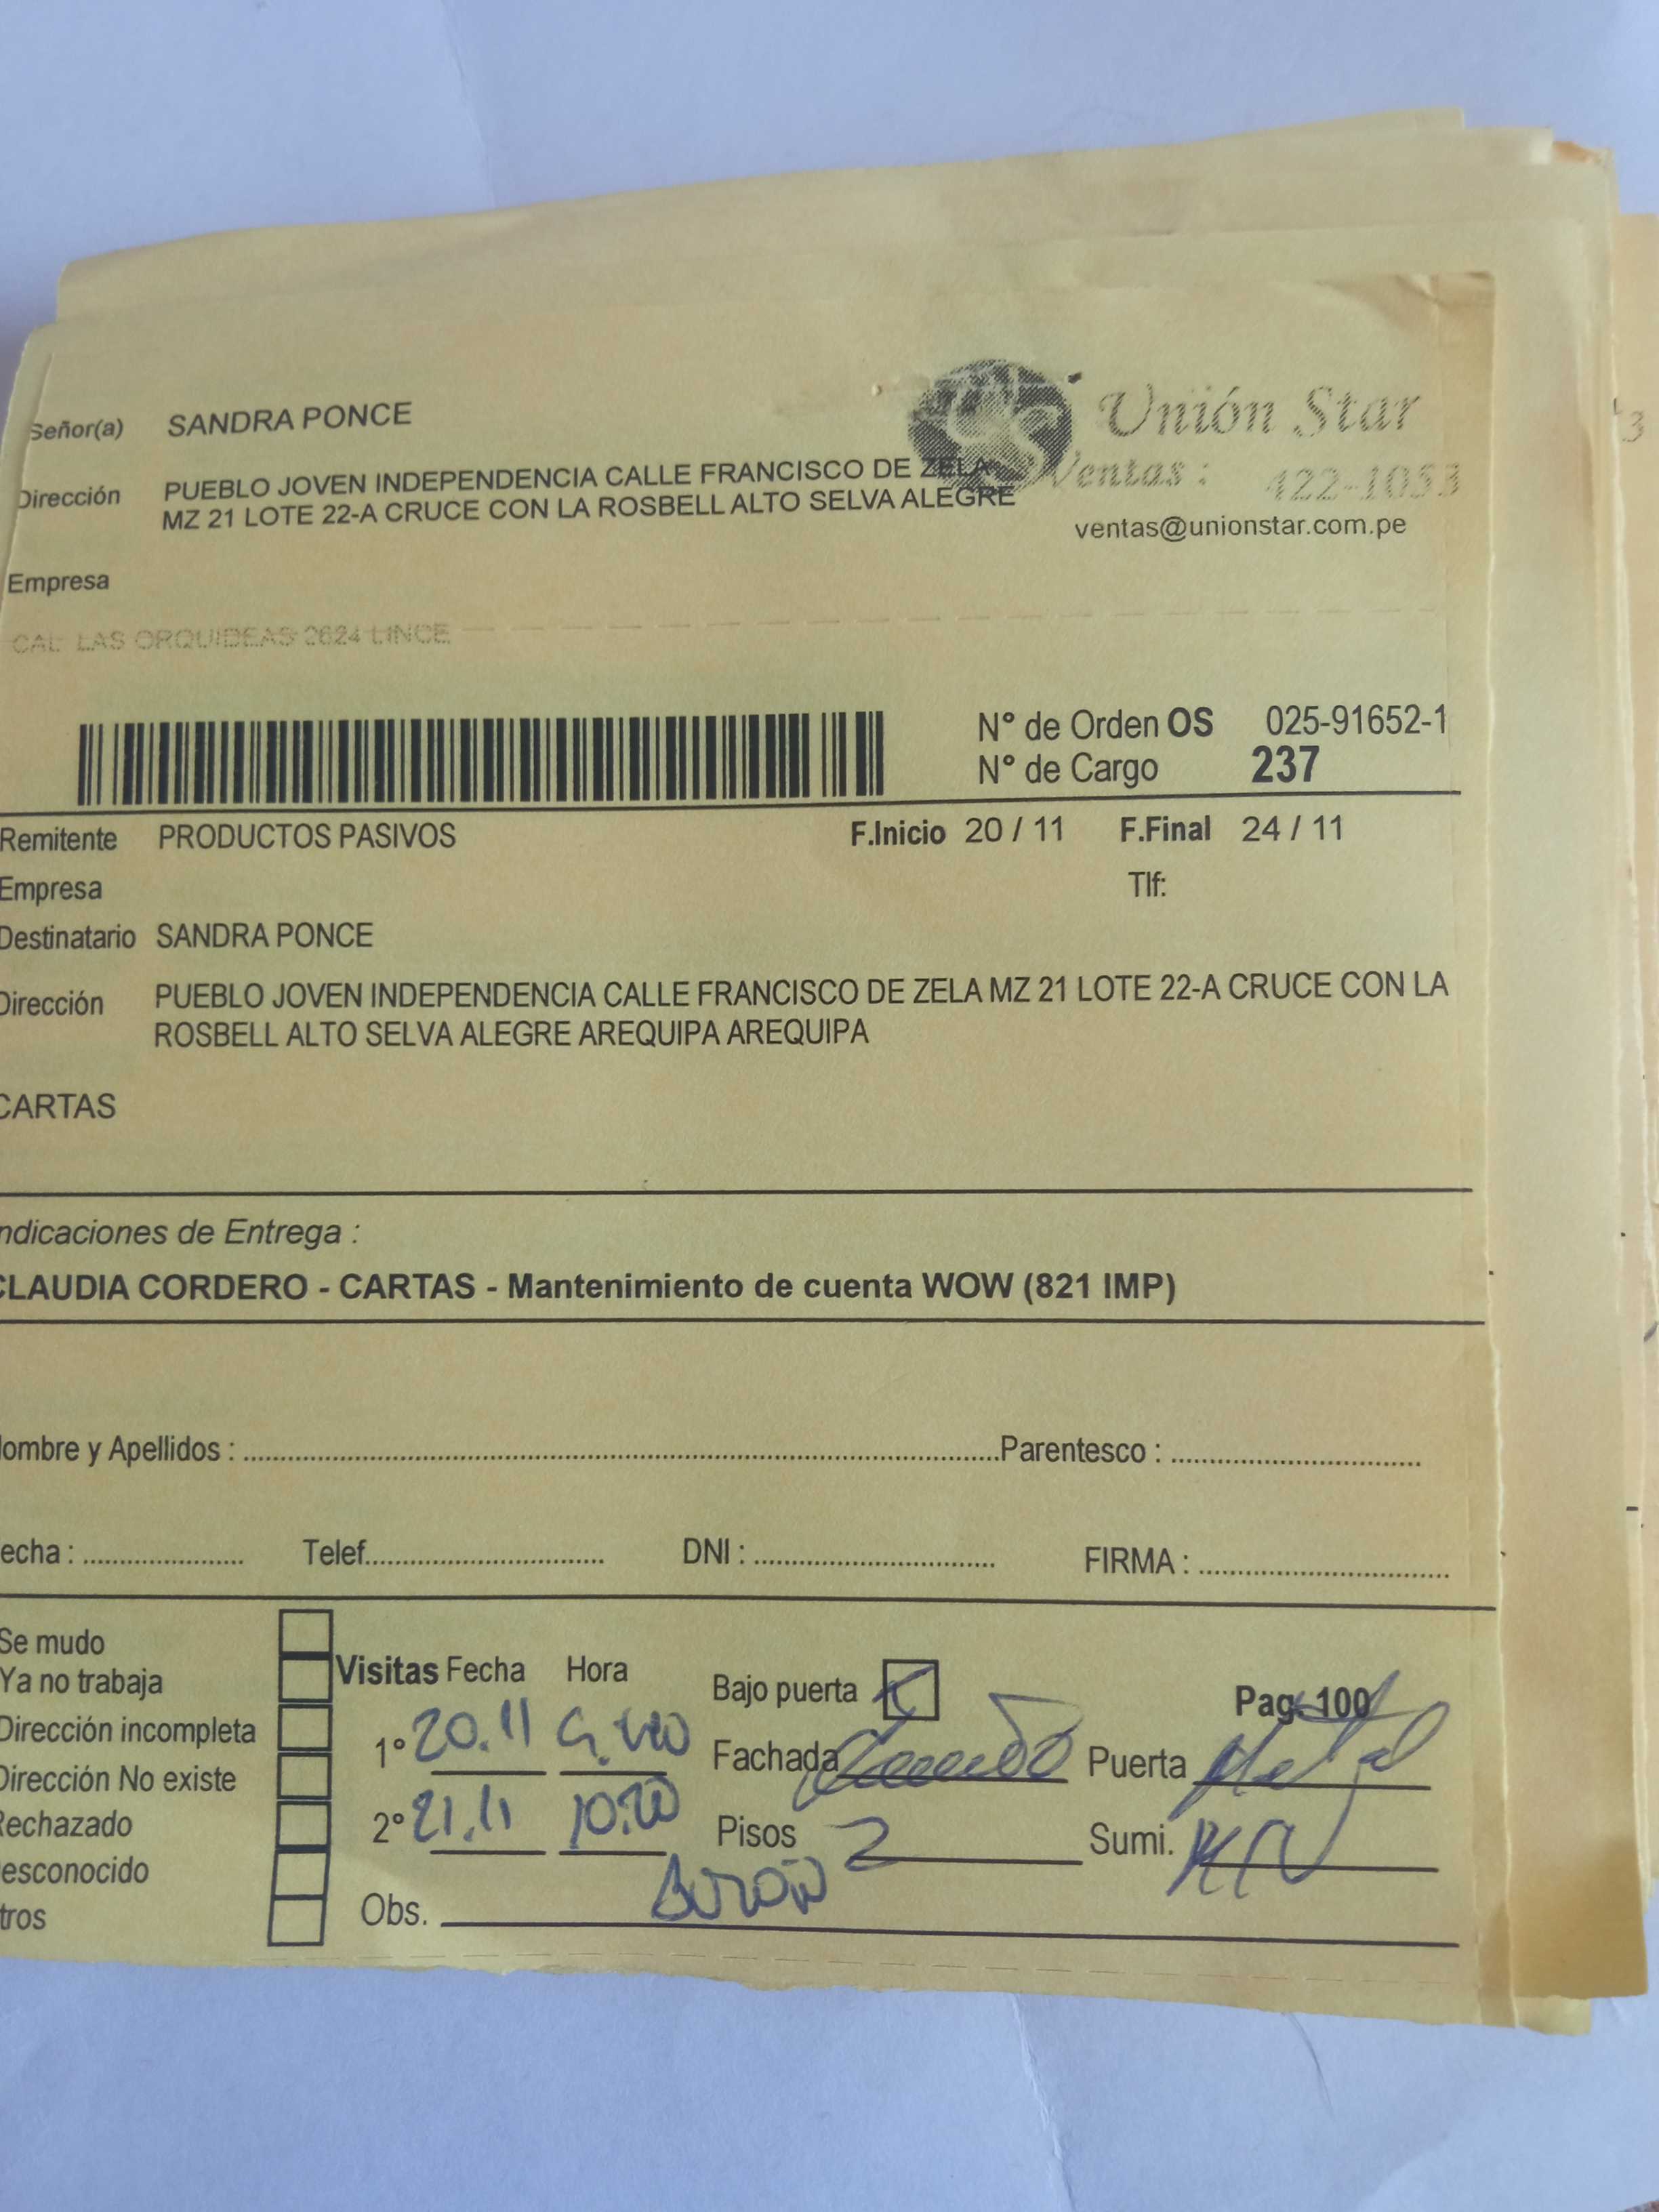 Señor(a) SANDRA PONCE
Unión Star
Dirección PUEBLO JOVEN INDEPENDENCIA CALLE FRANCISCO DE ZELA
MZ 21 LOTE 22-A CRUCE CON LA ROSBELL ALTO SELVA ALEGRE
Ventas : 422-1053
ventas@unionstar.com.pe
Empresa
CAL LAS ORQUIDEAS 2624 LINCE
N° de Orden OS 025-91652-1
N° de Cargo 237
Remitente PRODUCTOS PASIVOS F.Inicio 20 / 11 F.Final 24 / 11
Empresa Tlf:
Destinatario SANDRA PONCE
Dirección PUEBLO JOVEN INDEPENDENCIA CALLE FRANCISCO DE ZELA MZ 21 LOTE 22-A CRUCE CON LA
ROSBELL ALTO SELVA ALEGRE AREQUIPA AREQUIPA
CARTAS
ndicaciones de Entrega :
CLAUDIA CORDERO - CARTAS - Mantenimiento de cuenta WOW (821 IMP)
ombre y Apellidos : Parentesco :
echa : Telef. DNI : FIRMA :
Se mudo
Ya no trabaja
Dirección incompleta
Dirección No existe
Rechazado
esconocido
tros
Visitas Fecha Hora
1° 20.11
2° 21.11 10.20
Obs.
Bajo puerta Pag. 100
Fachada Puerta Metal
Pisos 2 Sumi.